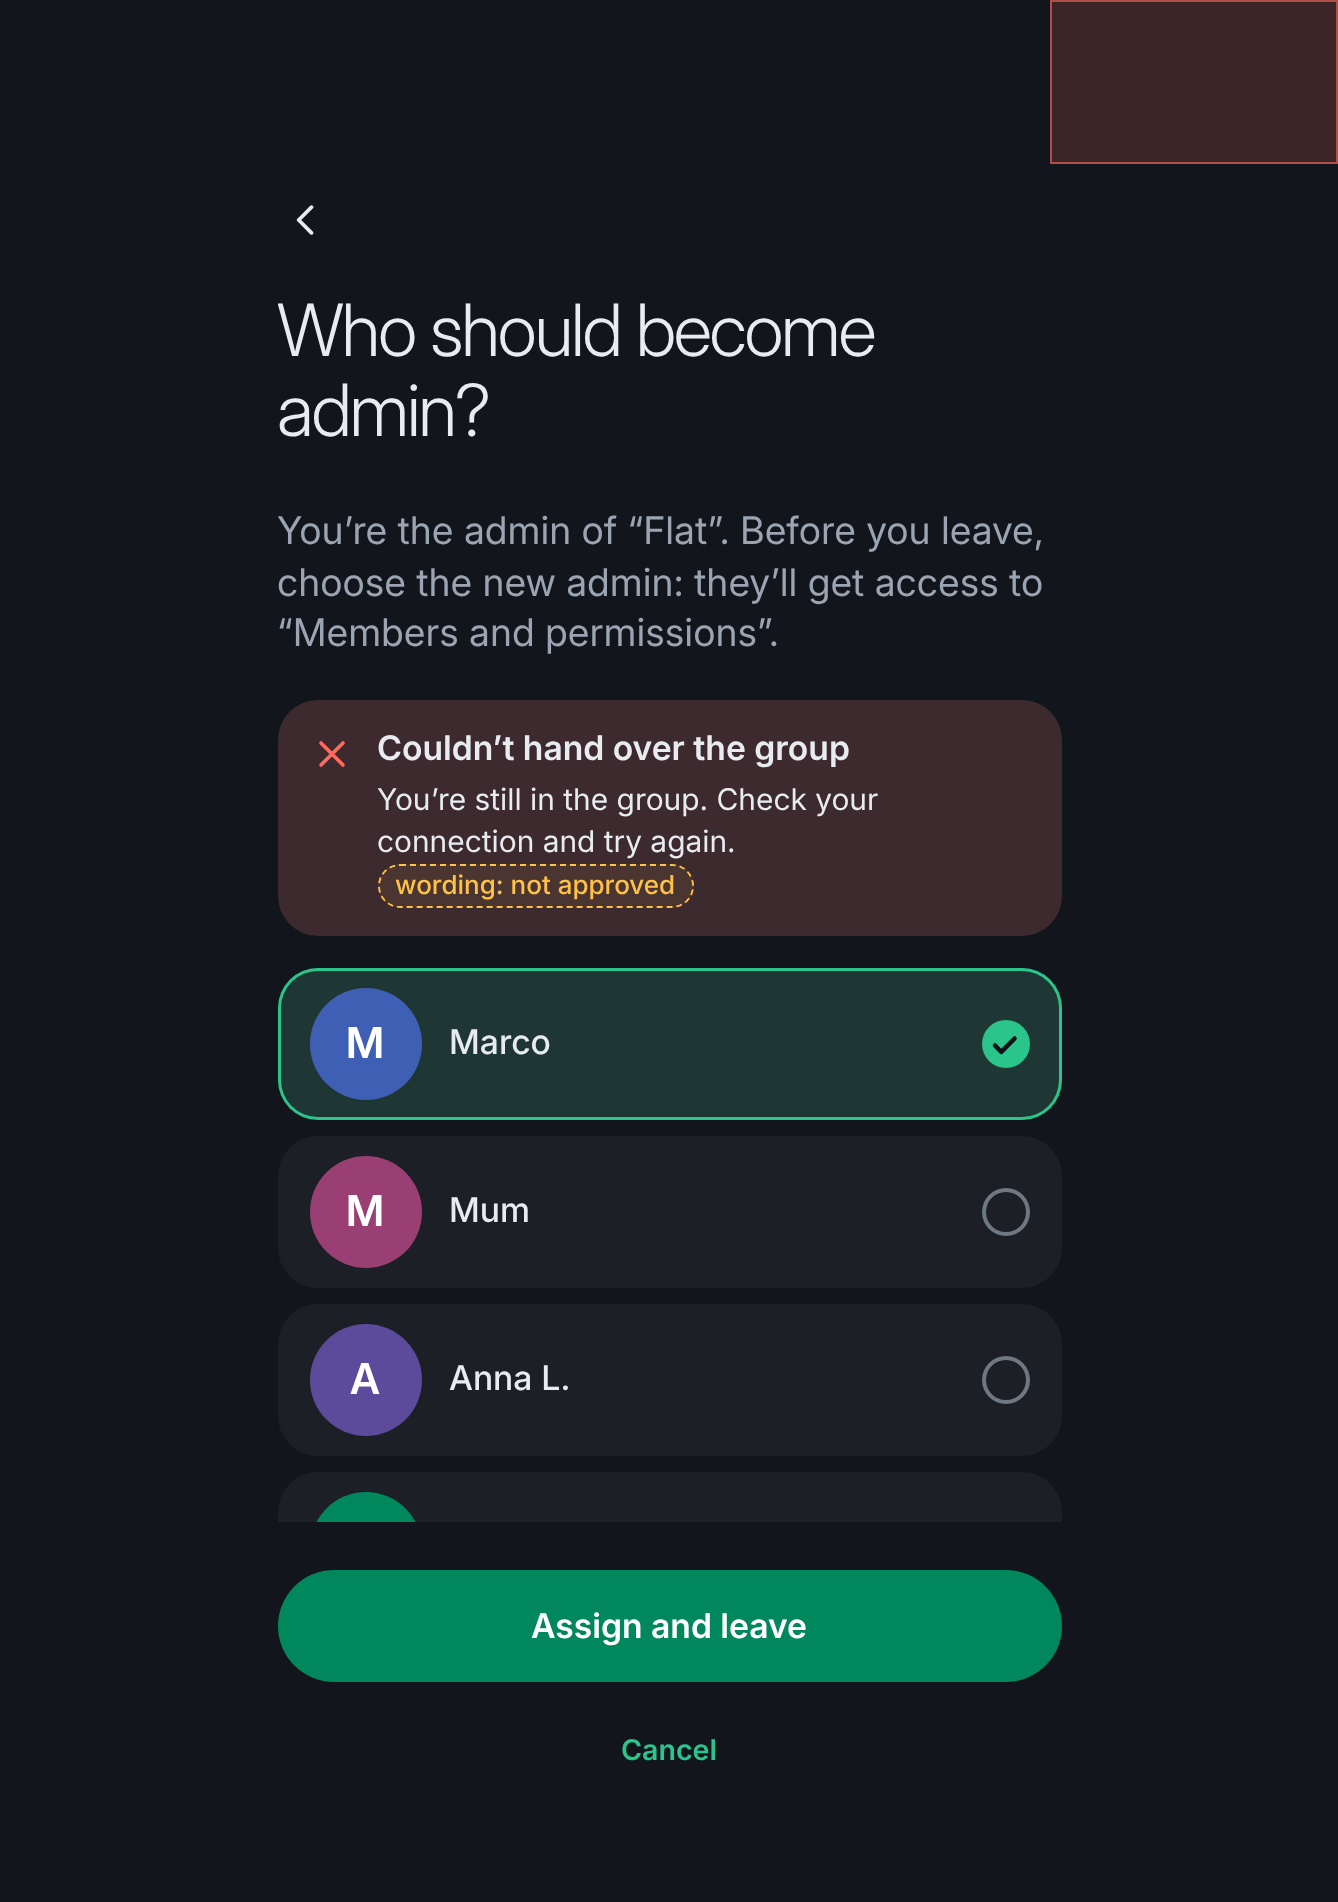 Who should become
admin?
You’re the admin of “Flat”. Before you leave,
choose the new admin: they’ll get access to
“Members and permissions”.
Couldn’t hand over the group
You’re still in the group. Check your
connection and try again.
wording: not approved
M Marco
M Mum
A Anna L.
Assign and leave
Cancel